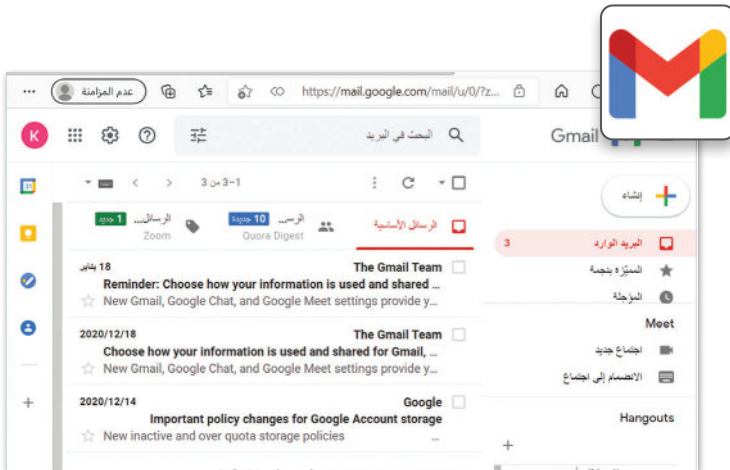 عدم المزامنة
https://mail.google.com/mail/u/0/?z...
Gmail
البحث في البريد
K
إنشاء
1–3 من 3
الرسائل الأساسية
الرسـ... 10 جديدة
Quora Digest
الرسائل... 1 جديد
Zoom
البريد الوارد
3
المميّزة بنجمة
المؤجلة
Meet
اجتماع جديد
الانضمام إلى اجتماع
Hangouts
The Gmail Team
18 يناير
Reminder: Choose how your information is used and shared ...
New Gmail, Google Chat, and Google Meet settings provide y...
The Gmail Team
2020/12/18
Choose how your information is used and shared for Gmail, ...
New Gmail, Google Chat, and Google Meet settings provide y...
Google
2020/12/14
Important policy changes for Google Account storage
New inactive and over quota storage policies ...